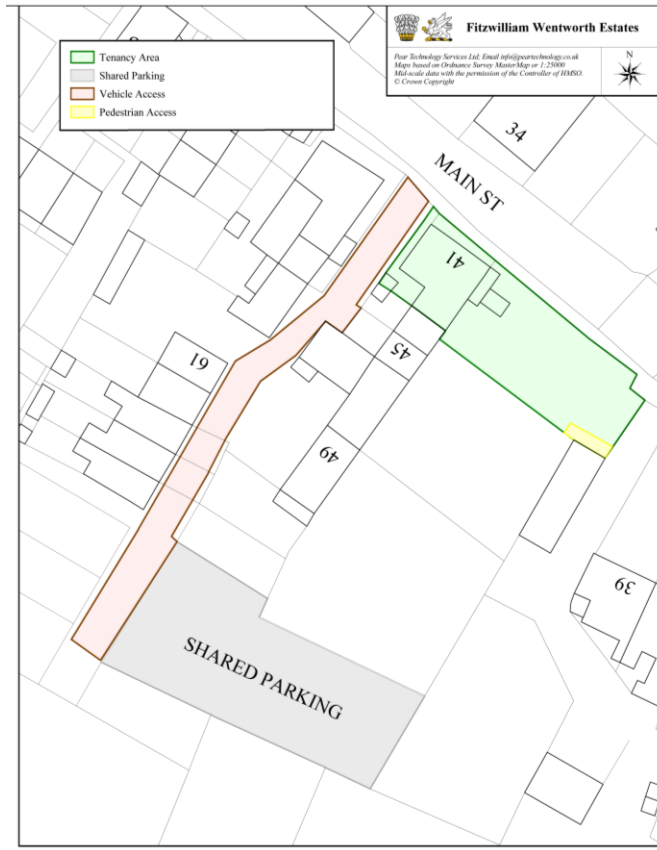 Fitzwilliam Wentworth Estates
Pear Technology Services Ltd; Email info@peartechnology.co.uk
Maps based on Ordnance Survey MasterMap or 1:25000
Mid-scale data with the permission of the Controller of HMSO.
© Crown Copyright
N
Tenancy Area
Shared Parking
Vehicle Access
Pedestrian Access
34
MAIN ST
41
45
61
49
39
SHARED PARKING